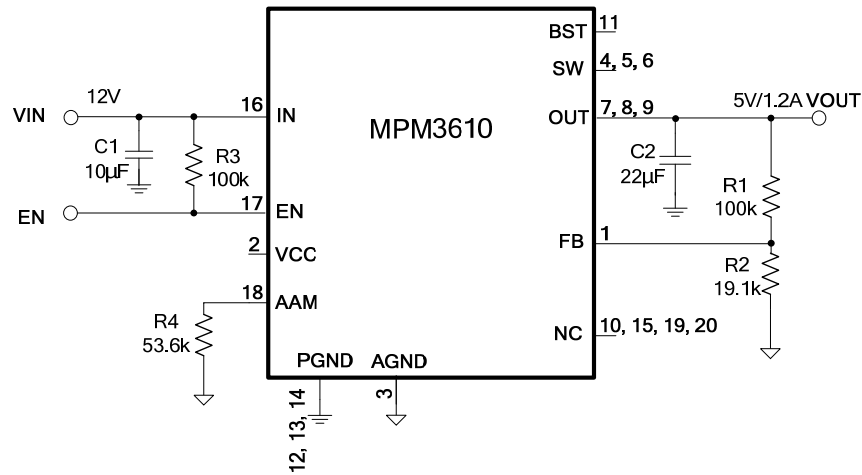 BST 11
SW 4, 5, 6
VIN 12V 16 IN MPM3610 OUT 7, 8, 9 5V/1.2A VOUT
C1
10µF
R3
100k
C2
22µF
R1
100k
EN 17 EN
FB 1
2 VCC
R2
19.1k
18 AAM
R4
53.6k
NC 10, 15, 19, 20
PGND AGND
12, 13, 14
3